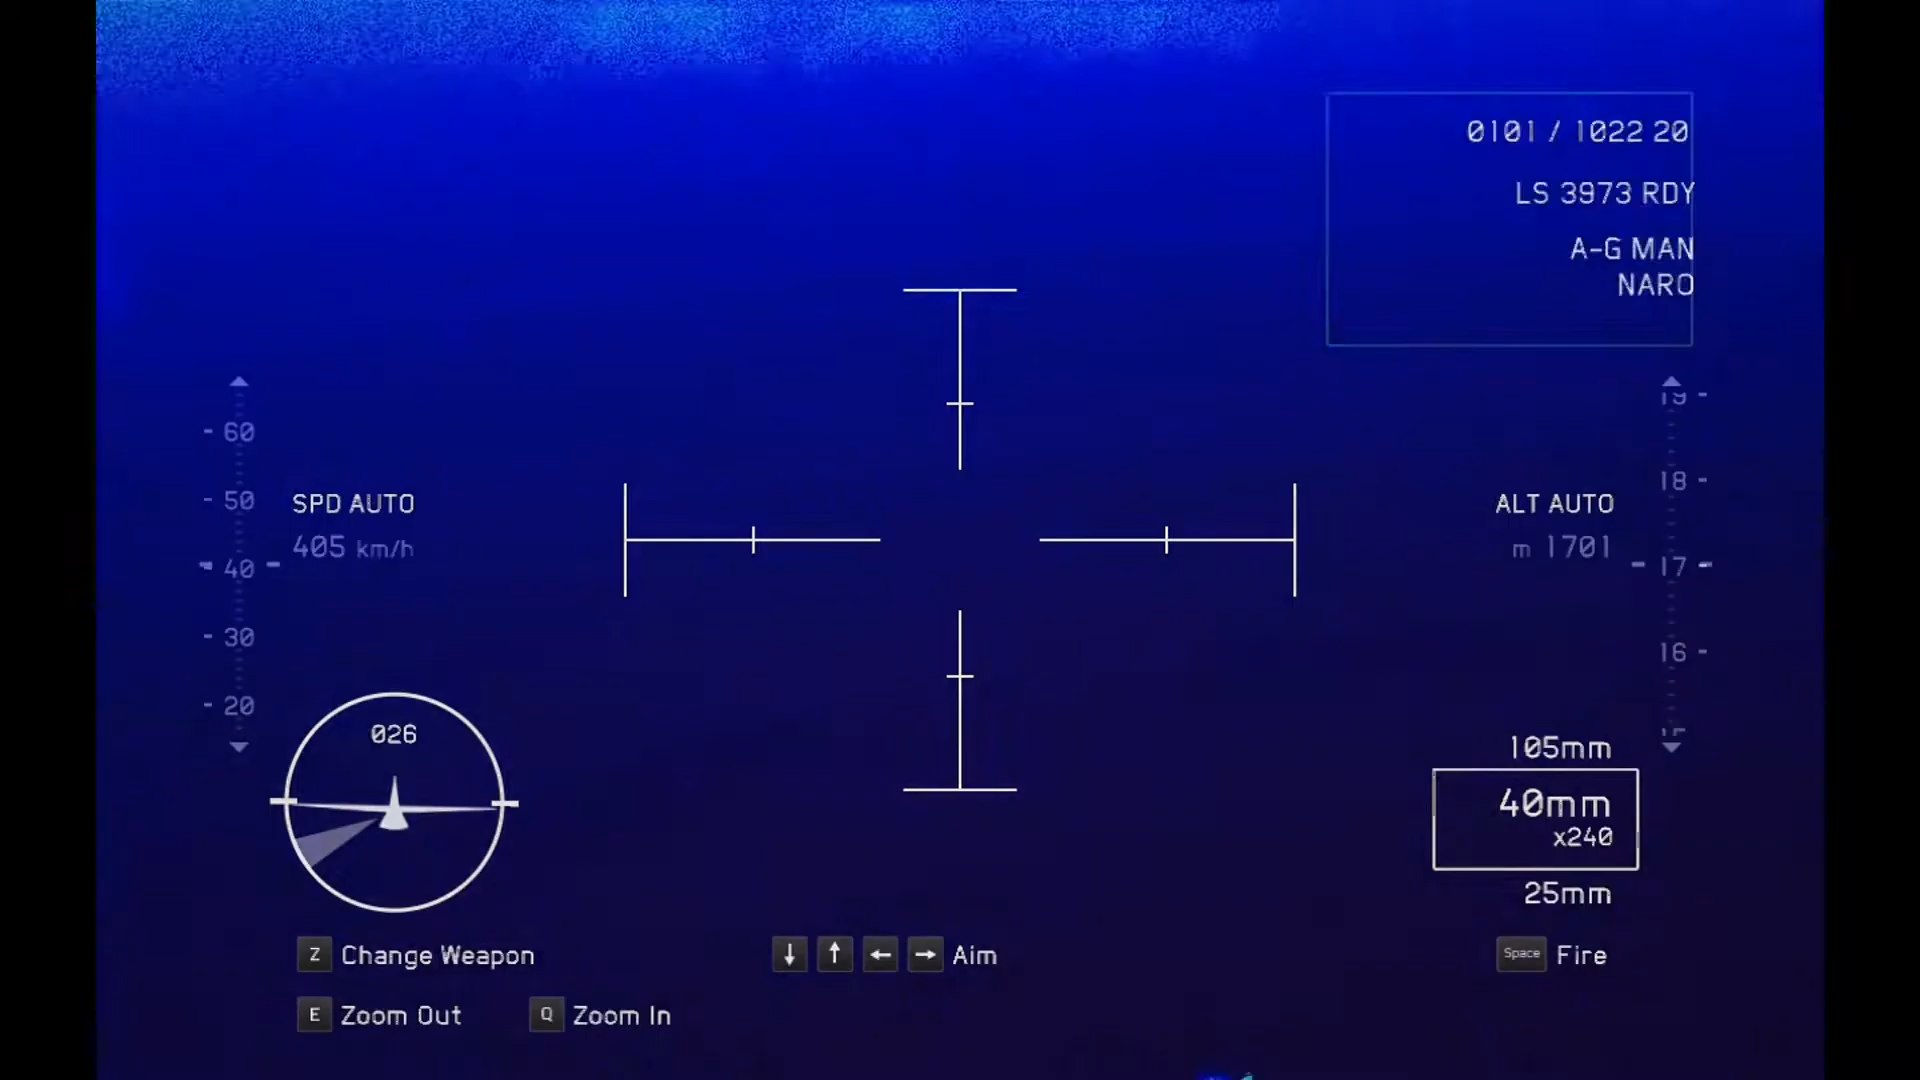 0101 / 1022 20
LS 3973 RDY
A-G MAN
NARO
60
50
40
30
20
SPD AUTO
405 km/h
ALT AUTO
m 1701
19
18
17
16
026
105mm
40mm
x240
25mm
Z Change Weapon
↓ ↑ ← → Aim
Space Fire
E Zoom Out
Q Zoom In